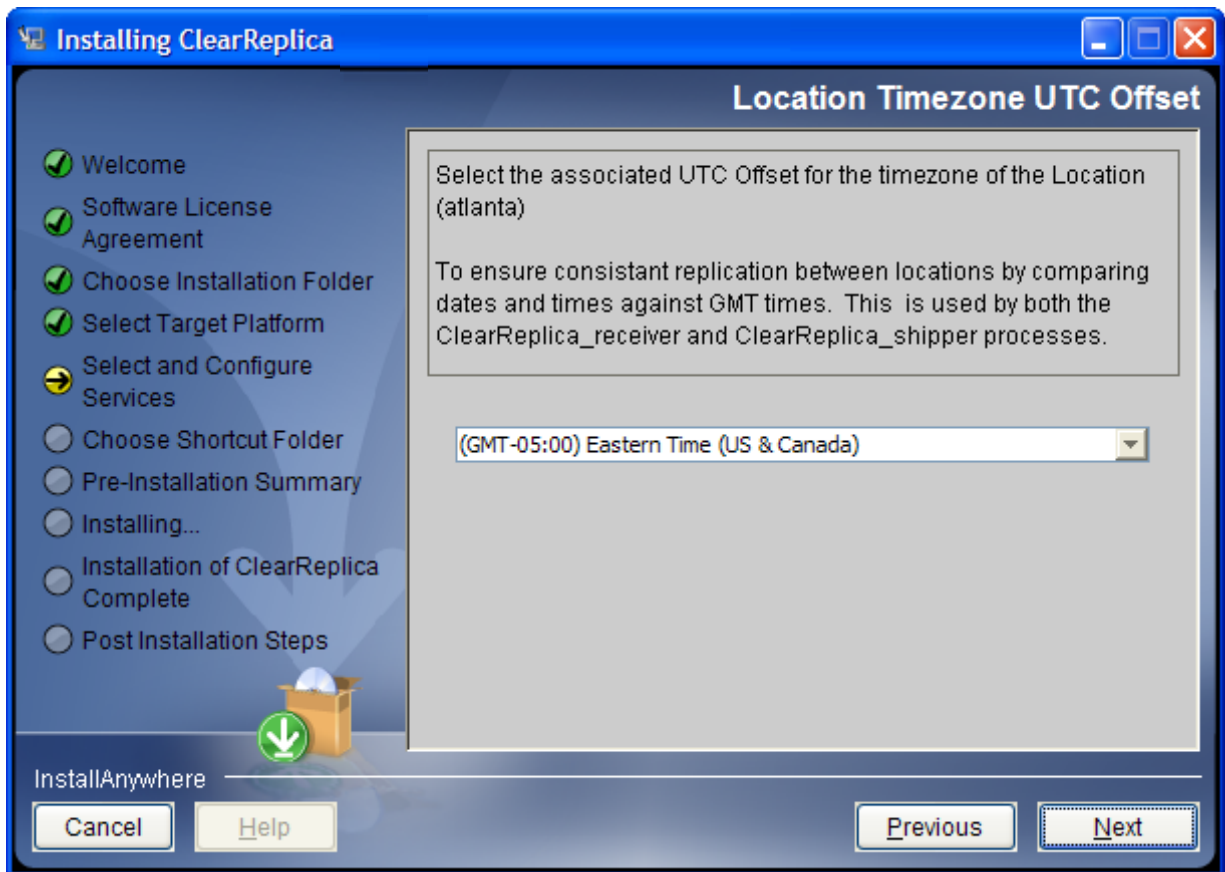 Installing ClearReplica
Location Timezone UTC Offset
Welcome
Software License
Agreement
Choose Installation Folder
Select Target Platform
Select and Configure
Services
Choose Shortcut Folder
Pre-Installation Summary
Installing...
Installation of ClearReplica
Complete
Post Installation Steps
Select the associated UTC Offset for the timezone of the Location
(atlanta)
To ensure consistant replication between locations by comparing
dates and times against GMT times.  This  is used by both the
ClearReplica_receiver and ClearReplica_shipper processes.
(GMT-05:00) Eastern Time (US & Canada)
InstallAnywhere
Cancel
Help
Previous
Next